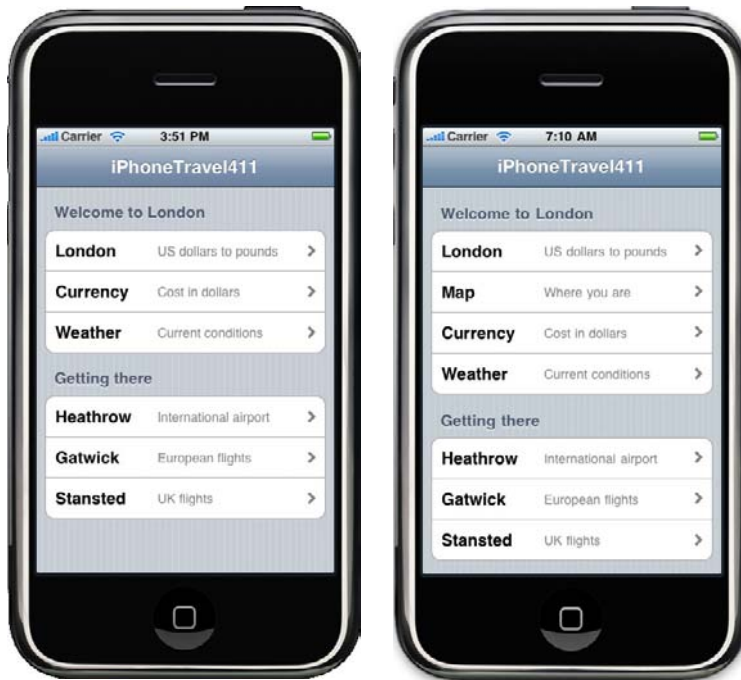 Carrier 3:51 PM
iPhoneTravel411
Welcome to London
London US dollars to pounds
Currency Cost in dollars
Weather Current conditions
Getting there
Heathrow International airport
Gatwick European flights
Stansted UK flights
Carrier 7:10 AM
iPhoneTravel411
Welcome to London
London US dollars to pounds
Map Where you are
Currency Cost in dollars
Weather Current conditions
Getting there
Heathrow International airport
Gatwick European flights
Stansted UK flights